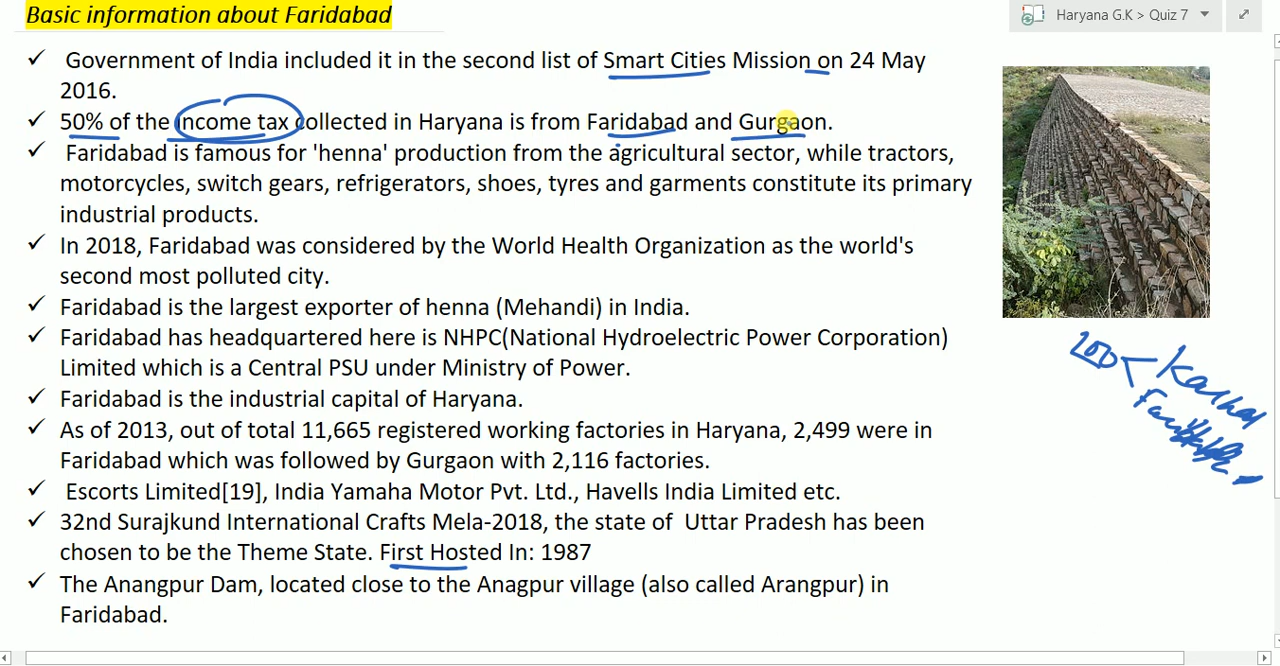 Basic information about Faridabad
Haryana G.K > Quiz 7
✓ Government of India included it in the second list of Smart Cities Mission on 24 May
2016.
✓ 50% of the income tax collected in Haryana is from Faridabad and Gurgaon.
✓ Faridabad is famous for 'henna' production from the agricultural sector, while tractors,
motorcycles, switch gears, refrigerators, shoes, tyres and garments constitute its primary
industrial products.
✓ In 2018, Faridabad was considered by the World Health Organization as the world's
second most polluted city.
✓ Faridabad is the largest exporter of henna (Mehandi) in India.
✓ Faridabad has headquartered here is NHPC(National Hydroelectric Power Corporation)
Limited which is a Central PSU under Ministry of Power.
✓ Faridabad is the industrial capital of Haryana.
✓ As of 2013, out of total 11,665 registered working factories in Haryana, 2,499 were in
Faridabad which was followed by Gurgaon with 2,116 factories.
✓ Escorts Limited[19], India Yamaha Motor Pvt. Ltd., Havells India Limited etc.
✓ 32nd Surajkund International Crafts Mela-2018, the state of Uttar Pradesh has been
chosen to be the Theme State. First Hosted In: 1987
✓ The Anangpur Dam, located close to the Anagpur village (also called Arangpur) in
Faridabad.